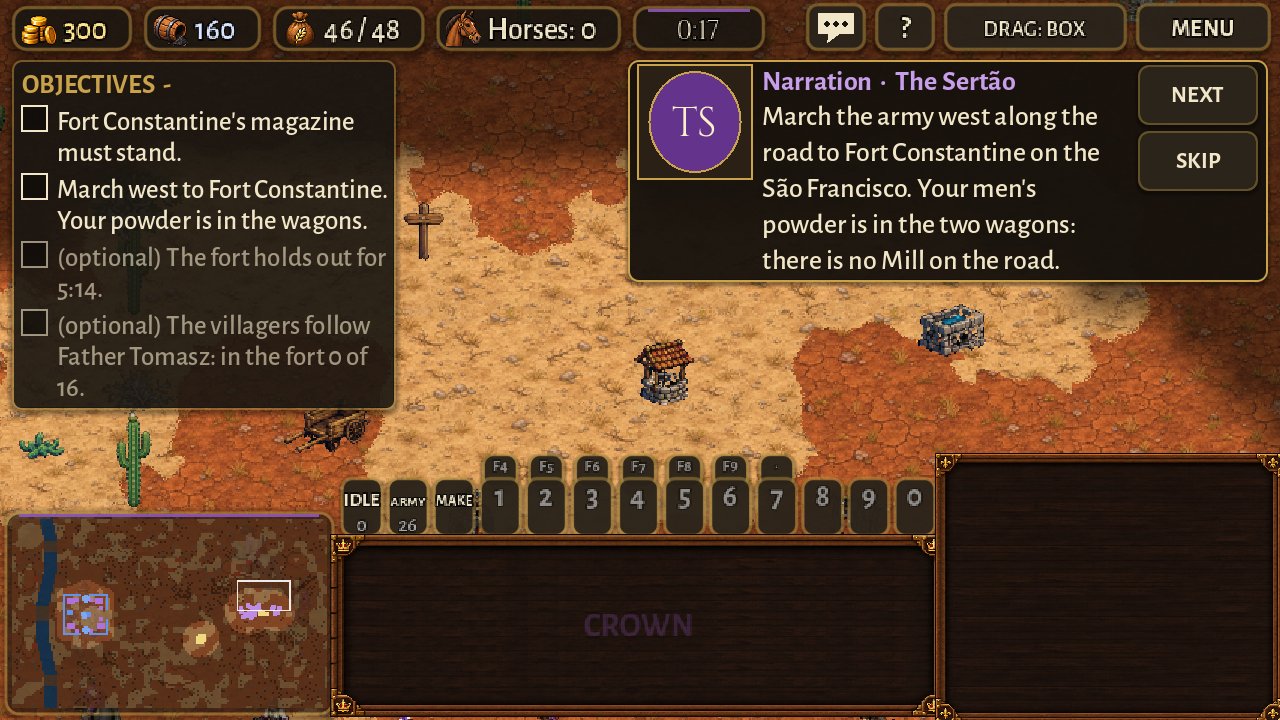 300
160
46/48
Horses: 0
0:17
?
DRAG: BOX
MENU
OBJECTIVES -
Fort Constantine's magazine
must stand.
March west to Fort Constantine.
Your powder is in the wagons.
(optional) The fort holds out for
5:14.
(optional) The villagers follow
Father Tomasz: in the fort 0 of
16.
TS
Narration · The Sertão
March the army west along the
road to Fort Constantine on the
São Francisco. Your men's
powder is in the two wagons:
there is no Mill on the road.
NEXT
SKIP
F4
F5
F6
F7
F8
F9
IDLE
0
ARMY
26
MAKE
1
2
3
4
5
6
7
8
9
0
CROWN